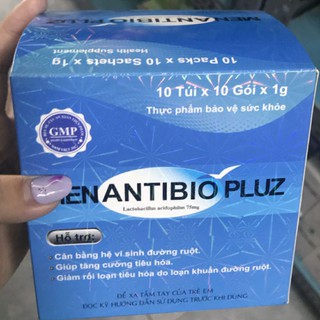 MENANTIBIO PLUZ
Health Supplement
10 Packs x 10 Sachets x 1g
10 Túi x 10 Gói x 1g
Thực phẩm bảo vệ sức khỏe
GMP
MENANTIBIO PLUZ
Lactobacillus acidophilus 75mg
Hỗ trợ:
• Cân bằng hệ vi sinh đường ruột.
• Giúp tăng cường tiêu hóa.
• Giảm rối loạn tiêu hóa do loạn khuẩn đường ruột.
ĐỂ XA TẦM TAY CỦA TRẺ EM
ĐỌC KỸ HƯỚNG DẪN SỬ DỤNG TRƯỚC KHI DÙNG